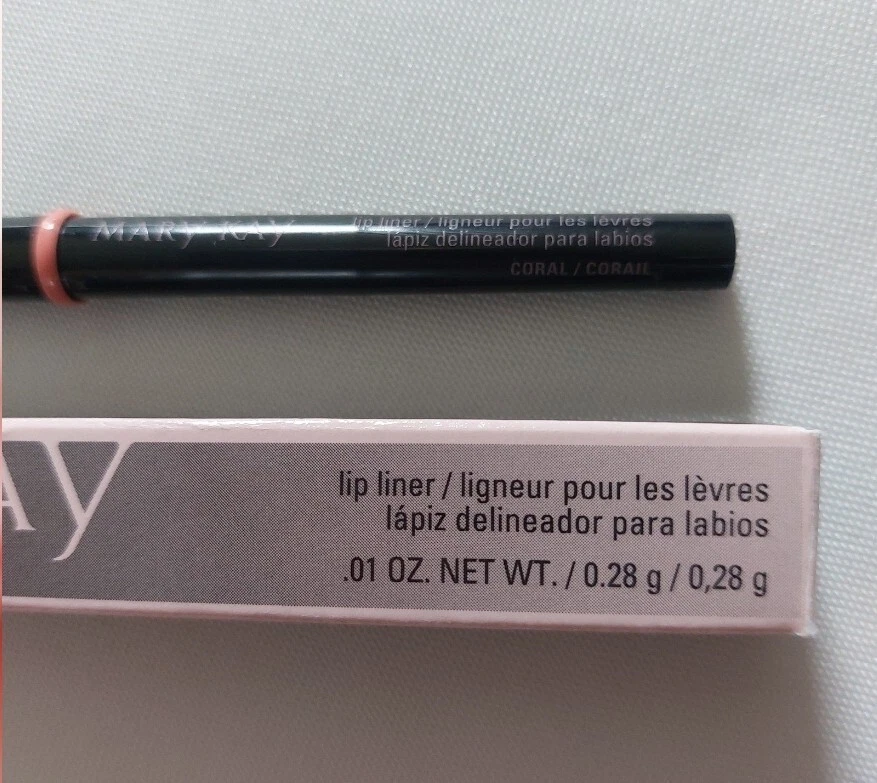 MARY KAY
lip liner / ligneur pour les lèvres
lápiz delineador para labios
CORAL / CORAIL
AY
lip liner / ligneur pour les lèvres
lápiz delineador para labios
.01 OZ. NET WT. / 0.28 g / 0,28 g